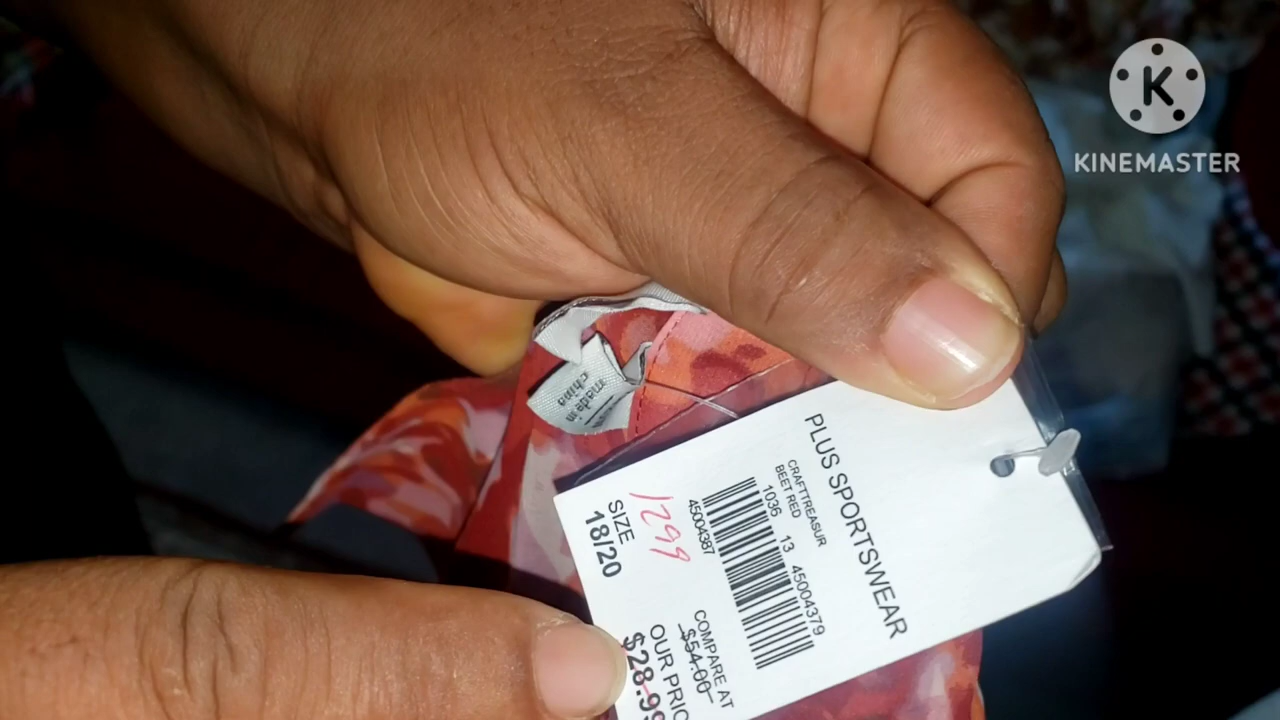 KINEMASTER
made in
china
PLUS SPORTSWEAR
CRAFTTREASUR
BEET RED
1036 13 45004379
45004387
1299
SIZE
18/20
COMPARE AT
$54.00
OUR PRIC
$28.99